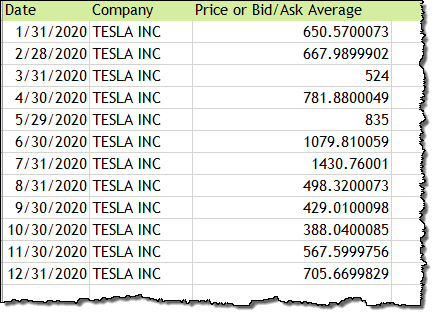 Date Company Price or Bid/Ask Average
1/31/2020 TESLA INC 650.5700073
2/28/2020 TESLA INC 667.9899902
3/31/2020 TESLA INC 524
4/30/2020 TESLA INC 781.8800049
5/29/2020 TESLA INC 835
6/30/2020 TESLA INC 1079.810059
7/31/2020 TESLA INC 1430.76001
8/31/2020 TESLA INC 498.3200073
9/30/2020 TESLA INC 429.0100098
10/30/2020 TESLA INC 388.0400085
11/30/2020 TESLA INC 567.5999756
12/31/2020 TESLA INC 705.6699829